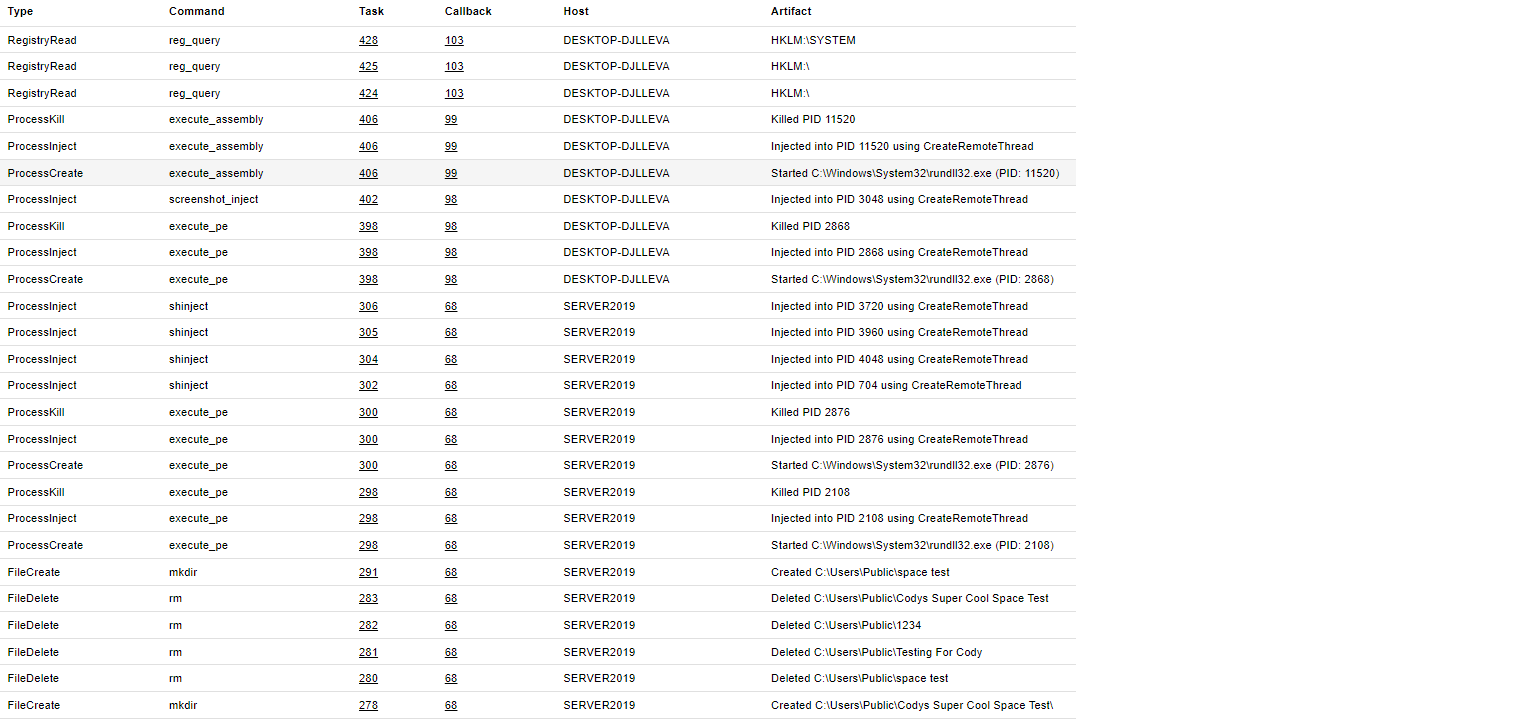 Type Command Task Callback Host Artifact
RegistryRead reg_query 428 103 DESKTOP-DJLLEVA HKLM:\SYSTEM
RegistryRead reg_query 425 103 DESKTOP-DJLLEVA HKLM:\
RegistryRead reg_query 424 103 DESKTOP-DJLLEVA HKLM:\
ProcessKill execute_assembly 406 99 DESKTOP-DJLLEVA Killed PID 11520
ProcessInject execute_assembly 406 99 DESKTOP-DJLLEVA Injected into PID 11520 using CreateRemoteThread
ProcessCreate execute_assembly 406 99 DESKTOP-DJLLEVA Started C:\Windows\System32\rundll32.exe (PID: 11520)
ProcessInject screenshot_inject 402 98 DESKTOP-DJLLEVA Injected into PID 3048 using CreateRemoteThread
ProcessKill execute_pe 398 98 DESKTOP-DJLLEVA Killed PID 2868
ProcessInject execute_pe 398 98 DESKTOP-DJLLEVA Injected into PID 2868 using CreateRemoteThread
ProcessCreate execute_pe 398 98 DESKTOP-DJLLEVA Started C:\Windows\System32\rundll32.exe (PID: 2868)
ProcessInject shinject 306 68 SERVER2019 Injected into PID 3720 using CreateRemoteThread
ProcessInject shinject 305 68 SERVER2019 Injected into PID 3960 using CreateRemoteThread
ProcessInject shinject 304 68 SERVER2019 Injected into PID 4048 using CreateRemoteThread
ProcessInject shinject 302 68 SERVER2019 Injected into PID 704 using CreateRemoteThread
ProcessKill execute_pe 300 68 SERVER2019 Killed PID 2876
ProcessInject execute_pe 300 68 SERVER2019 Injected into PID 2876 using CreateRemoteThread
ProcessCreate execute_pe 300 68 SERVER2019 Started C:\Windows\System32\rundll32.exe (PID: 2876)
ProcessKill execute_pe 298 68 SERVER2019 Killed PID 2108
ProcessInject execute_pe 298 68 SERVER2019 Injected into PID 2108 using CreateRemoteThread
ProcessCreate execute_pe 298 68 SERVER2019 Started C:\Windows\System32\rundll32.exe (PID: 2108)
FileCreate mkdir 291 68 SERVER2019 Created C:\Users\Public\space test
FileDelete rm 283 68 SERVER2019 Deleted C:\Users\Public\Codys Super Cool Space Test
FileDelete rm 282 68 SERVER2019 Deleted C:\Users\Public\1234
FileDelete rm 281 68 SERVER2019 Deleted C:\Users\Public\Testing For Cody
FileDelete rm 280 68 SERVER2019 Deleted C:\Users\Public\space test
FileCreate mkdir 278 68 SERVER2019 Created C:\Users\Public\Codys Super Cool Space Test\